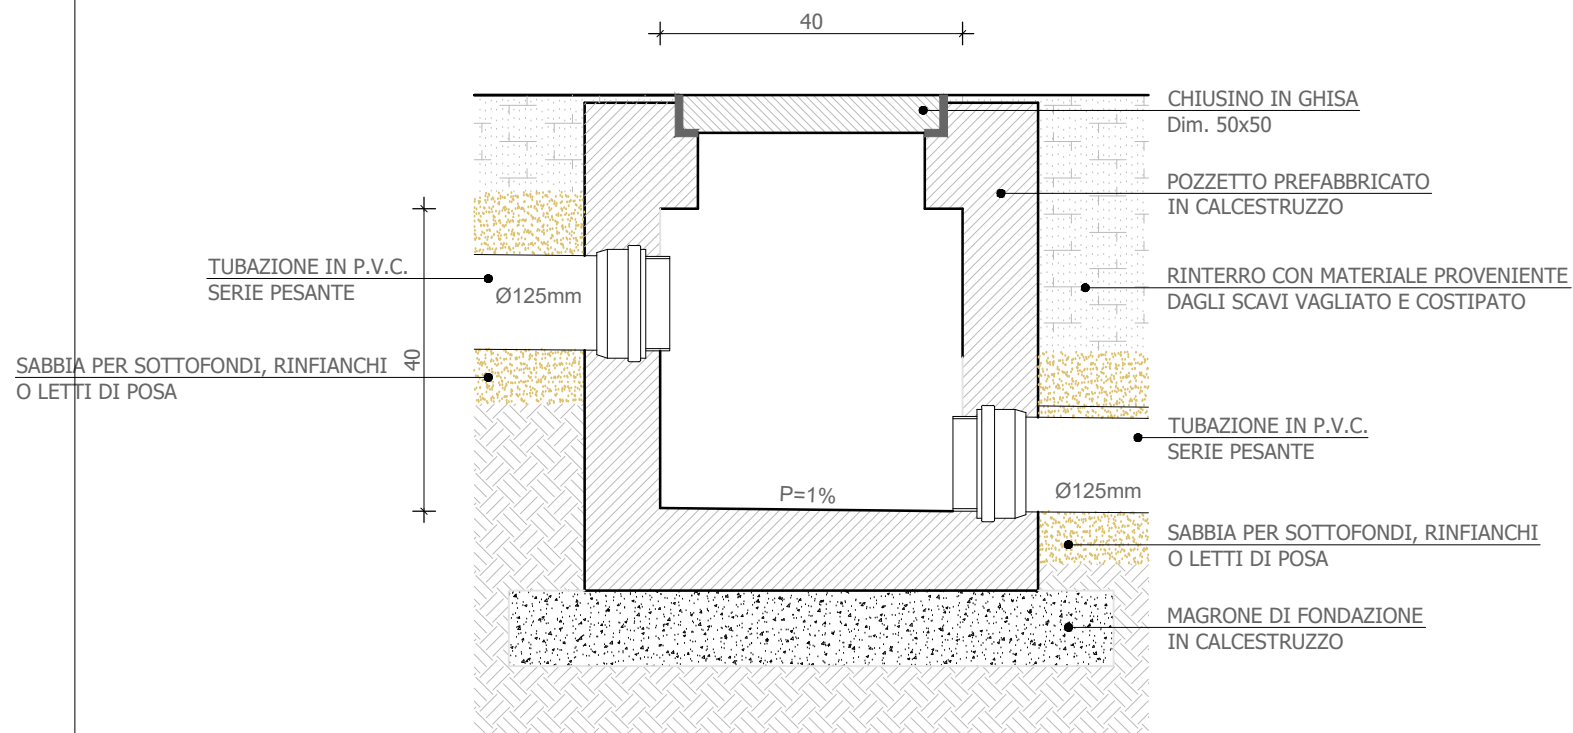 40
CHIUSINO IN GHISA
Dim. 50x50
POZZETTO PREFABBRICATO
IN CALCESTRUZZO
TUBAZIONE IN P.V.C.
SERIE PESANTE
Ø125mm
RINTERRO CON MATERIALE PROVENIENTE
DAGLI SCAVI VAGLIATO E COSTIPATO
40
SABBIA PER SOTTOFONDI, RINFIANCHI
O LETTI DI POSA
TUBAZIONE IN P.V.C.
SERIE PESANTE
P=1%
Ø125mm
SABBIA PER SOTTOFONDI, RINFIANCHI
O LETTI DI POSA
MAGRONE DI FONDAZIONE
IN CALCESTRUZZO